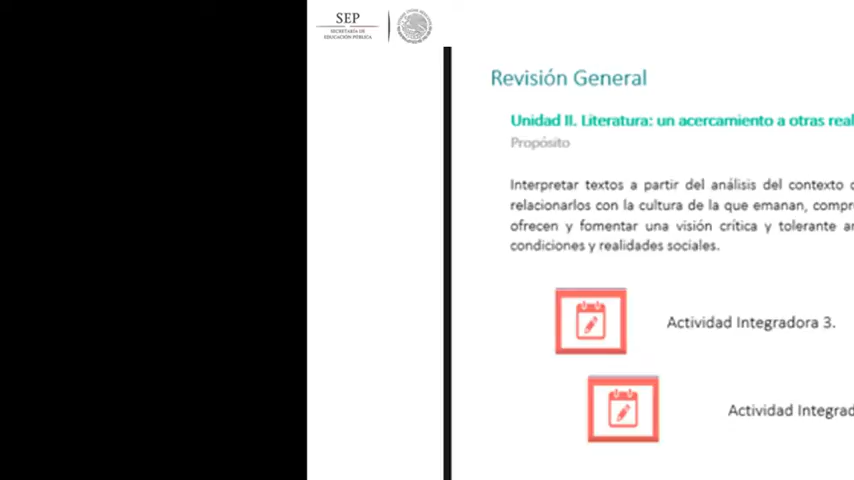 SEP
SECRETARÍA DE
EDUCACIÓN PÚBLICA
Revisión General
Unidad II. Literatura: un acercamiento a otras real
Propósito
Interpretar textos a partir del análisis del contexto
relacionarlos con la cultura de la que emanan, compre
ofrecen y fomentar una visión crítica y tolerante an
condiciones y realidades sociales.
Actividad Integradora 3.
Actividad Integrad